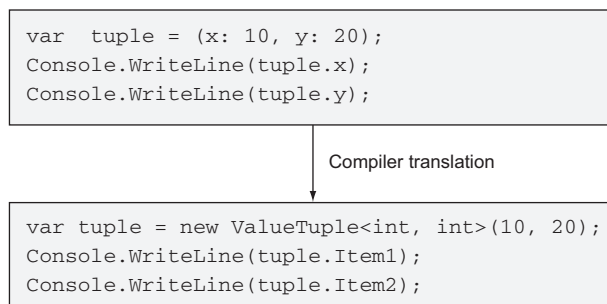 var  tuple = (x: 10, y: 20);
Console.WriteLine(tuple.x);
Console.WriteLine(tuple.y);
Compiler translation
var tuple = new ValueTuple<int, int>(10, 20);
Console.WriteLine(tuple.Item1);
Console.WriteLine(tuple.Item2);